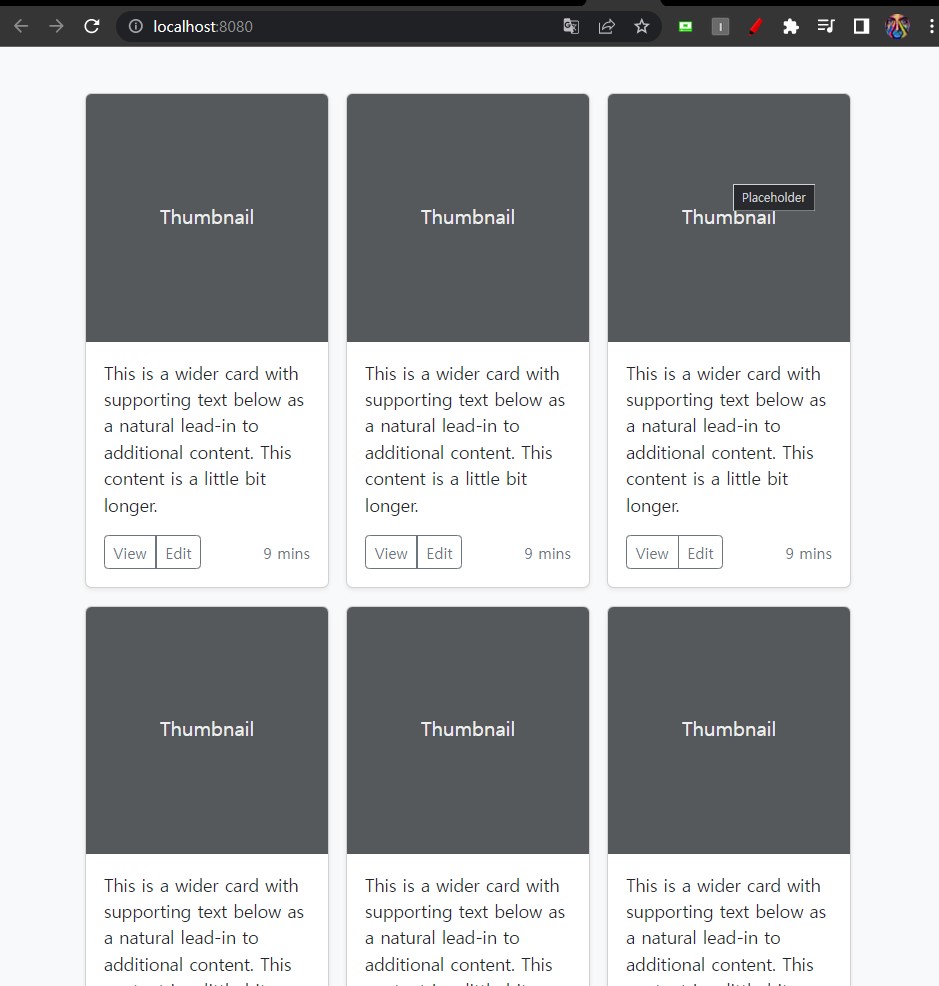 localhost:8080
Placeholder
Thumbnail
Thumbnail
Thumbnail
This is a wider card with
supporting text below as
a natural lead-in to
additional content. This
content is a little bit
longer.
View
Edit
9 mins
This is a wider card with
supporting text below as
a natural lead-in to
additional content. This
content is a little bit
longer.
View
Edit
9 mins
This is a wider card with
supporting text below as
a natural lead-in to
additional content. This
content is a little bit
longer.
View
Edit
9 mins
Thumbnail
Thumbnail
Thumbnail
This is a wider card with
supporting text below as
a natural lead-in to
additional content. This
This is a wider card with
supporting text below as
a natural lead-in to
additional content. This
This is a wider card with
supporting text below as
a natural lead-in to
additional content. This